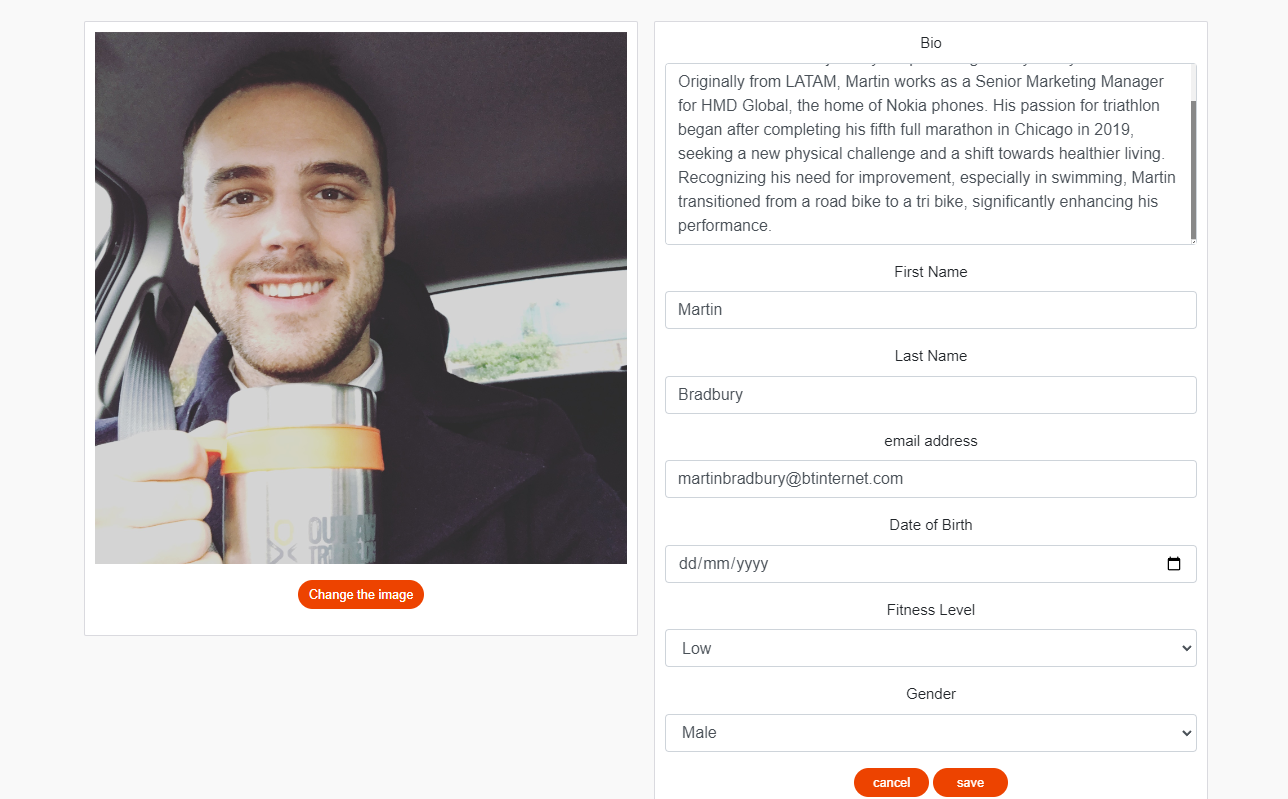 OUTLAW
Change the image
Bio
Originally from LATAM, Martin works as a Senior Marketing Manager
for HMD Global, the home of Nokia phones. His passion for triathlon
began after completing his fifth full marathon in Chicago in 2019,
seeking a new physical challenge and a shift towards healthier living.
Recognizing his need for improvement, especially in swimming, Martin
transitioned from a road bike to a tri bike, significantly enhancing his
performance.
First Name
Martin
Last Name
Bradbury
email address
martinbradbury@btinternet.com
Date of Birth
dd/mm/yyyy
Fitness Level
Low
Gender
Male
cancel save